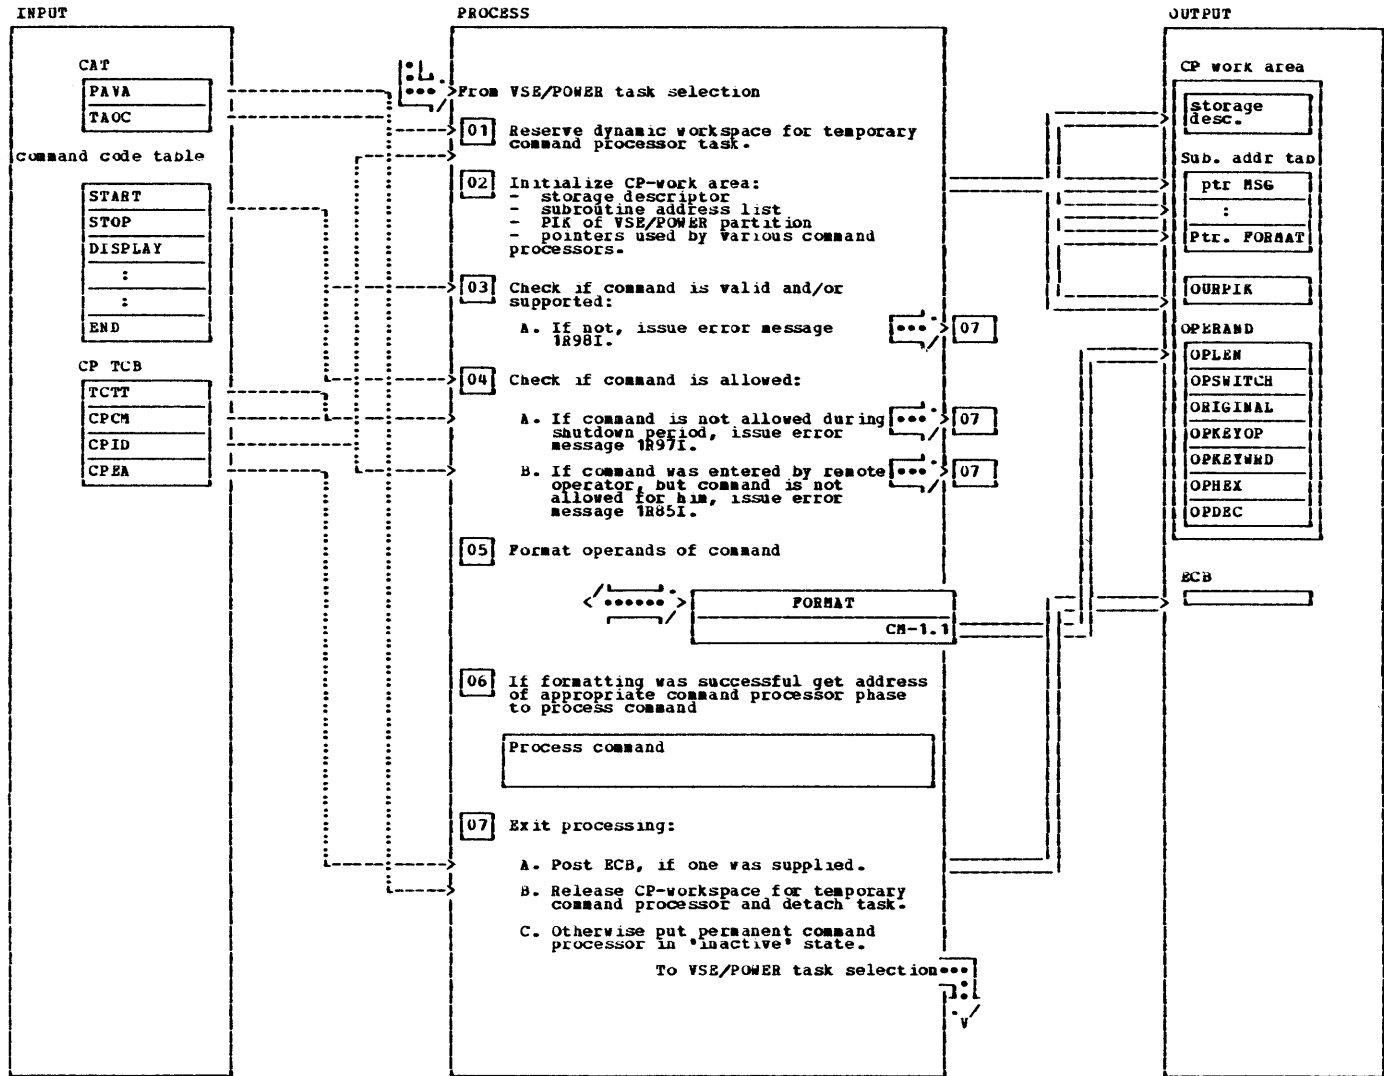 INPUT
CAT
PAVA
TAOC
command code table
START
STOP
DISPLAY
:
:
END
CP TCB
TCTT
CPCM
CPID
CPEA
PROCESS
From VSE/POWER task selection
01 Reserve dynamic workspace for temporary
command processor task.
02 Initialize CP-work area:
- storage descriptor
- subroutine address list
- PIK of VSE/POWER partition
- pointers used by various command
processors.
03 Check if command is valid and/or
supported:
A. If not, issue error message
1R98I.
07
04 Check if command is allowed:
A. If command is not allowed during
shutdown period, issue error
message 1R97I.
07
B. If command was entered by remote
operator, but command is not
allowed for him, issue error
message 1R85I.
07
05 Format operands of command
FORMAT
CM-1.1
06 If formatting was successful get address
of appropriate command processor phase
to process command
Process command
07 Exit processing:
A. Post ECB, if one was supplied.
B. Release CP-workspace for temporary
command processor and detach task.
C. Otherwise put permanent command
processor in 'inactive' state.
To VSE/POWER task selection
OUTPUT
CP work area
storage
desc.
Sub. addr tab
ptr MSG
:
Ptr. FORMAT
OURPIK
OPERAND
OPLEN
OPSWITCH
ORIGINAL
OPKEYOP
OPKEYWRD
OPHEX
OPDEC
ECB